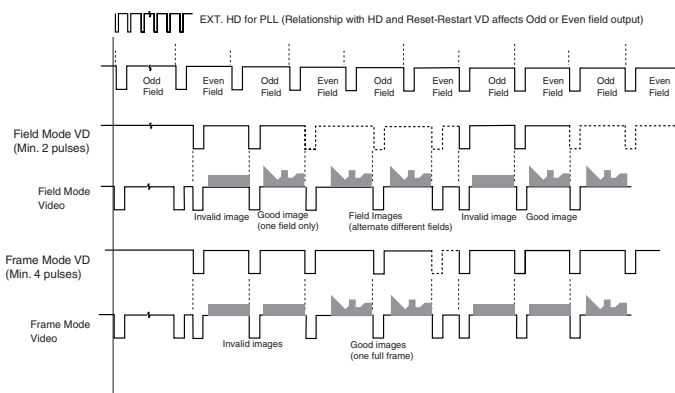 EXT. HD for PLL (Relationship with HD and Reset-Restart VD affects Odd or Even field output)
Odd Field
Even Field
Odd Field
Even Field
Odd Field
Even Field
Odd Field
Even Field
Odd Field
Even Field
Field Mode VD
(Min. 2 pulses)
Field Mode
Video
Invalid image
Good image
(one field only)
Field Images
(alternate different fields)
Invalid image
Good image
Frame Mode VD
(Min. 4 pulses)
Frame Mode
Video
Invalid images
Good images
(one full frame)